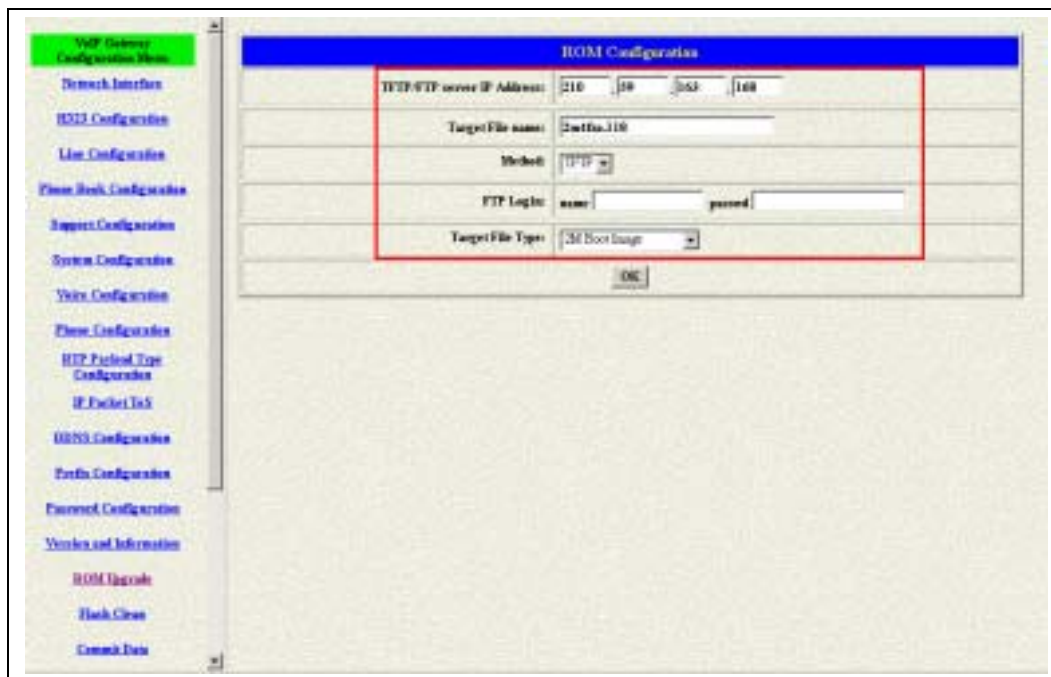 VoIP Gateway
Configuration Menu
Network Interface
H323 Configuration
Line Configuration
Phone Book Configuration
Support Configuration
System Configuration
Voice Configuration
Phone Configuration
RTP Payload Type
Configuration
IP Packet ToS
DDNS Configuration
Prefix Configuration
Password Configuration
Version and Information
ROM Upgrade
Flash Clean
Commit Data
ROM Configuration
TFTP/FTP server IP Address: 210 . 59 . 163 .
Target File name:
Method: TFTP
FTP Login: name passwd
Target File Type: 2M Boot Image
OK